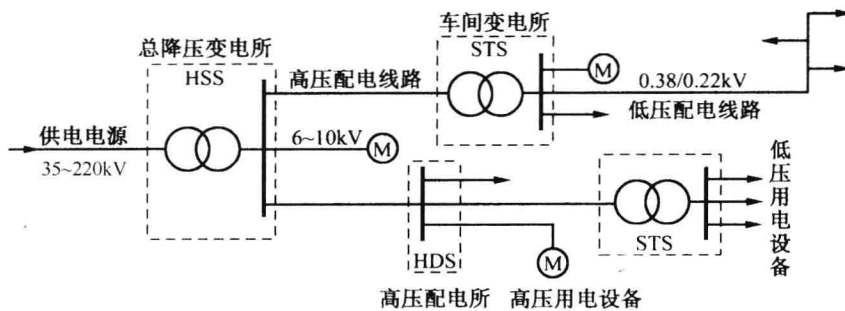 总降压变电所
HSS
车间变电所
STS
高压配电线路
M
0.38/0.22kV
低压配电线路
供电电源
35~220kV
6~10kV
M
低压用电设备
STS
HDS
M
高压配电所
高压用电设备